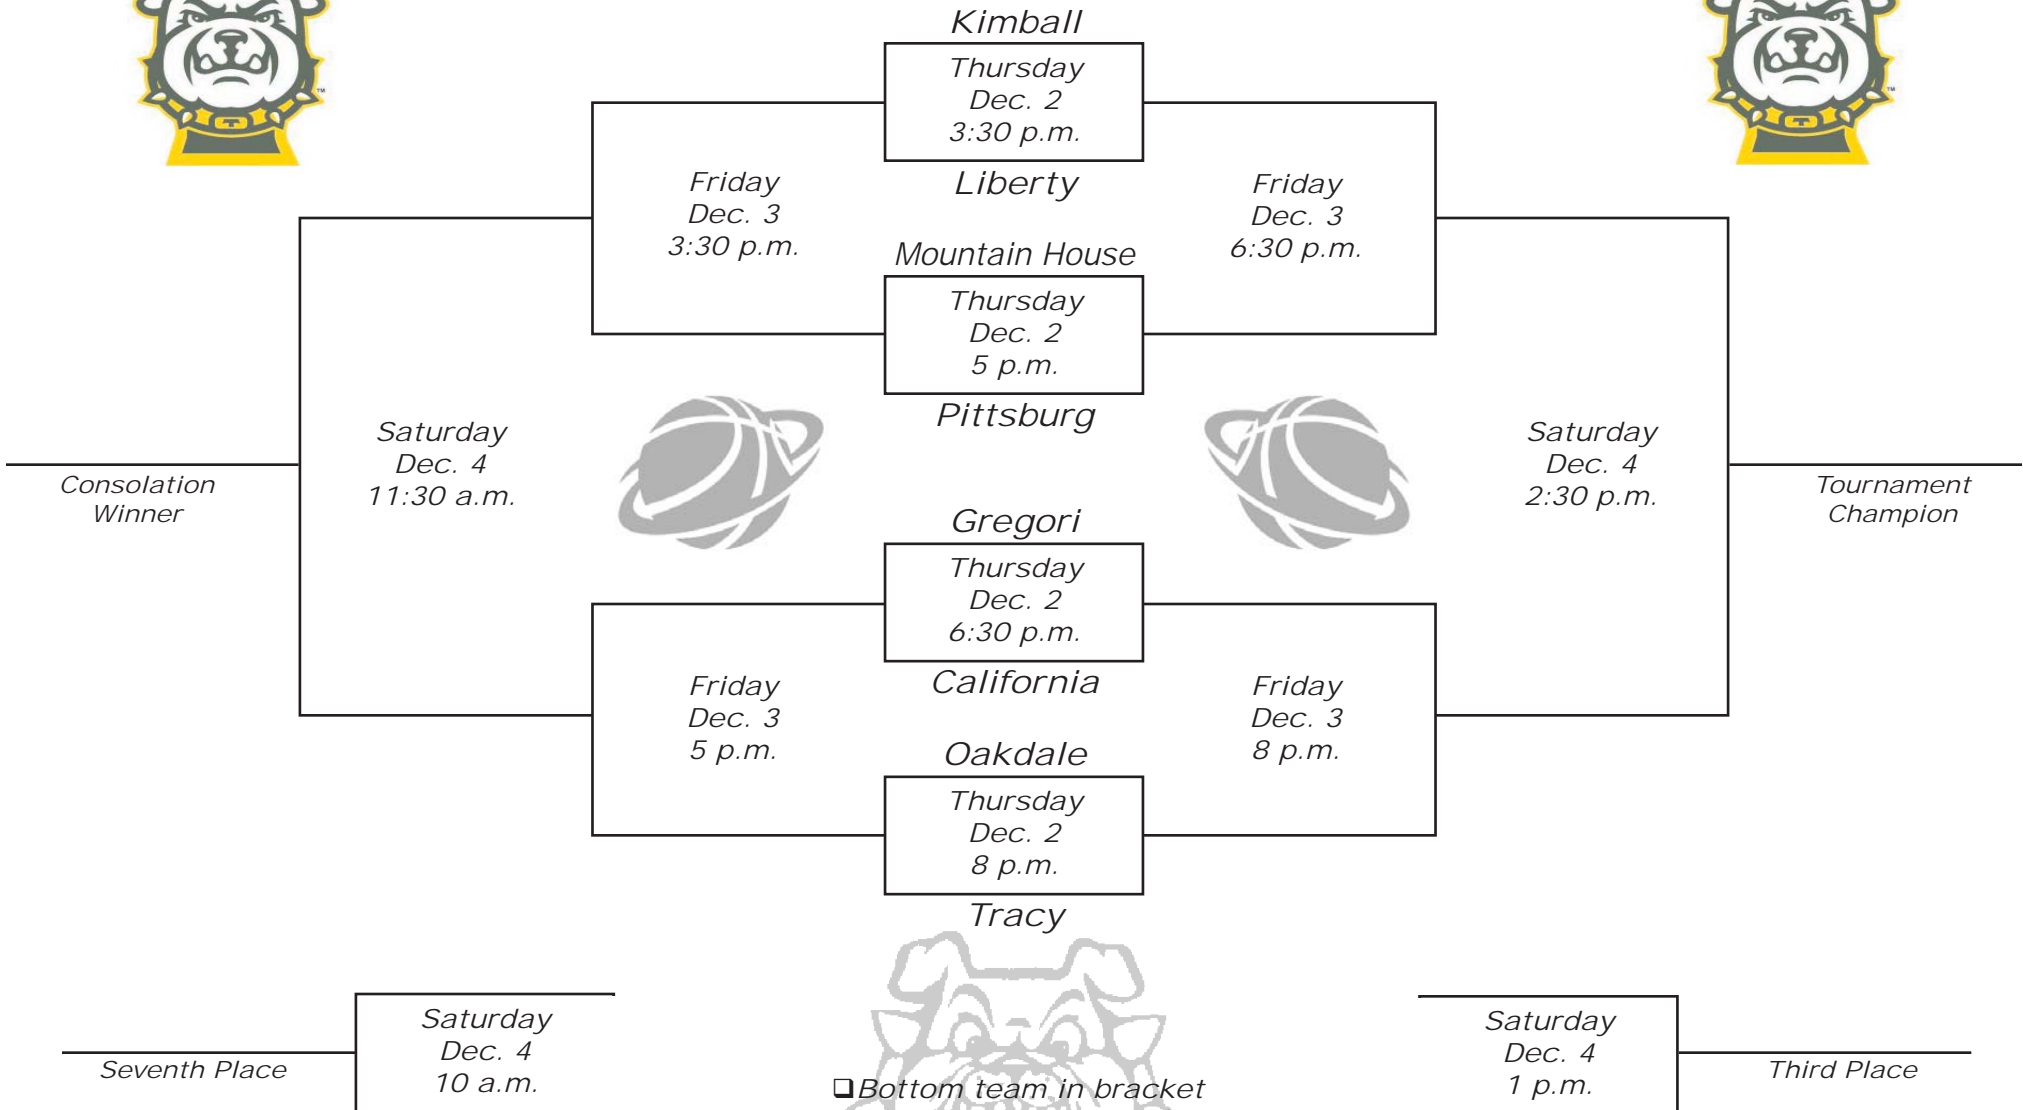 Kimball
Thursday
Dec. 2
3:30 p.m.
Liberty
Friday
Dec. 3
3:30 p.m.
Friday
Dec. 3
6:30 p.m.
Mountain House
Thursday
Dec. 2
5 p.m.
Pittsburg
Saturday
Dec. 4
11:30 a.m.
Consolation
Winner
Saturday
Dec. 4
2:30 p.m.
Tournament
Champion
Gregori
Thursday
Dec. 2
6:30 p.m.
California
Friday
Dec. 3
5 p.m.
Friday
Dec. 3
8 p.m.
Oakdale
Thursday
Dec. 2
8 p.m.
Tracy
Saturday
Dec. 4
10 a.m.
Seventh Place
Saturday
Dec. 4
1 p.m.
Third Place
❑Bottom team in bracket
T
TM
T
TM